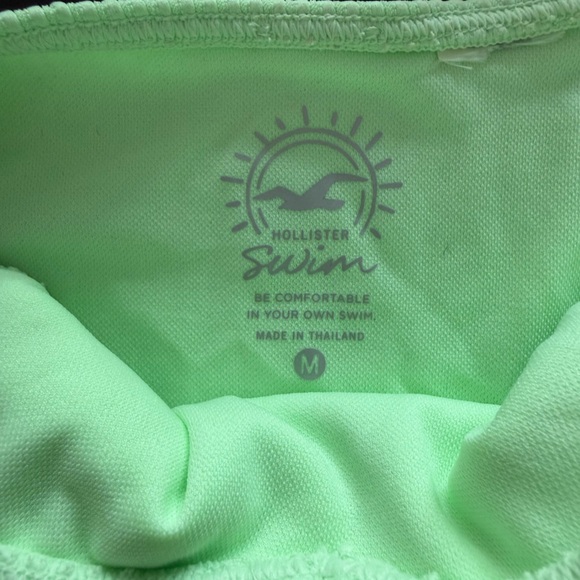 HOLLISTER
Swim
BE COMFORTABLE
IN YOUR OWN SWIM.
MADE IN THAILAND
M